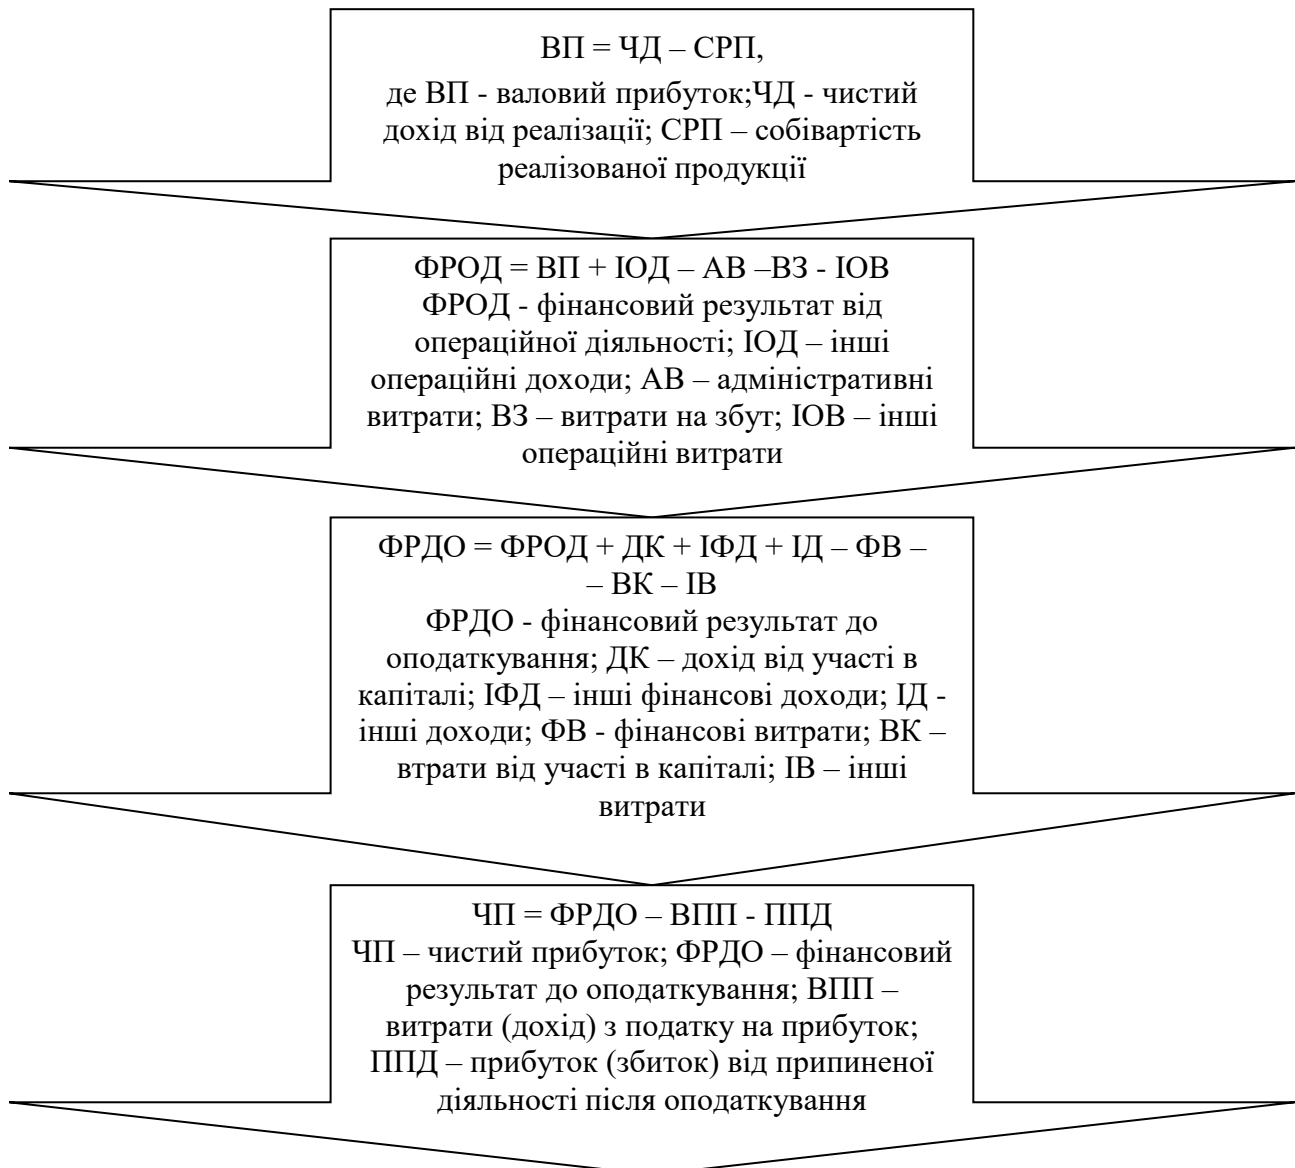 ВП = ЧД – СРП,
де ВП - валовий прибуток;ЧД - чистий
дохід від реалізації; СРП – собівартість
реалізованої продукції
ФРОД = ВП + ІОД – АВ –ВЗ - ІОВ
ФРОД - фінансовий результат від
операційної діяльності; ІОД – інші
операційні доходи; АВ – адміністративні
витрати; ВЗ – витрати на збут; ІОВ – інші
операційні витрати
ФРДО = ФРОД + ДК + ІФД + ІД – ФВ –
– ВК – ІВ
ФРДО - фінансовий результат до
оподаткування; ДК – дохід від участі в
капіталі; ІФД – інші фінансові доходи; ІД -
інші доходи; ФВ - фінансові витрати; ВК –
втрати від участі в капіталі; ІВ – інші
витрати
ЧП = ФРДО – ВПП - ППД
ЧП – чистий прибуток; ФРДО – фінансовий
результат до оподаткування; ВПП –
витрати (дохід) з податку на прибуток;
ППД – прибуток (збиток) від припиненої
діяльності після оподаткування